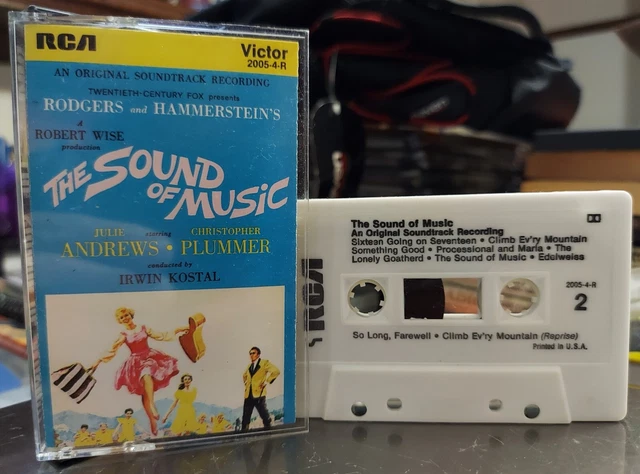 RCA
Victor
2005-4-R
AN ORIGINAL SOUNDTRACK RECORDING
TWENTIETH-CENTURY FOX presents
RODGERS and HAMMERSTEIN'S
A
ROBERT WISE
production
THE SOUND
OF MUSIC
JULIE starring CHRISTOPHER
ANDREWS • PLUMMER
conducted by
IRWIN KOSTAL
The Sound of Music
An Original Soundtrack Recording
Sixteen Going on Seventeen • Climb Ev'ry Mountain
Something Good • Processional and Maria • The
Lonely Goatherd • The Sound of Music • Edelweiss
RCA
2005-4-R
2
So Long, Farewell • Climb Ev'ry Mountain (Reprise)
Printed in U.S.A.